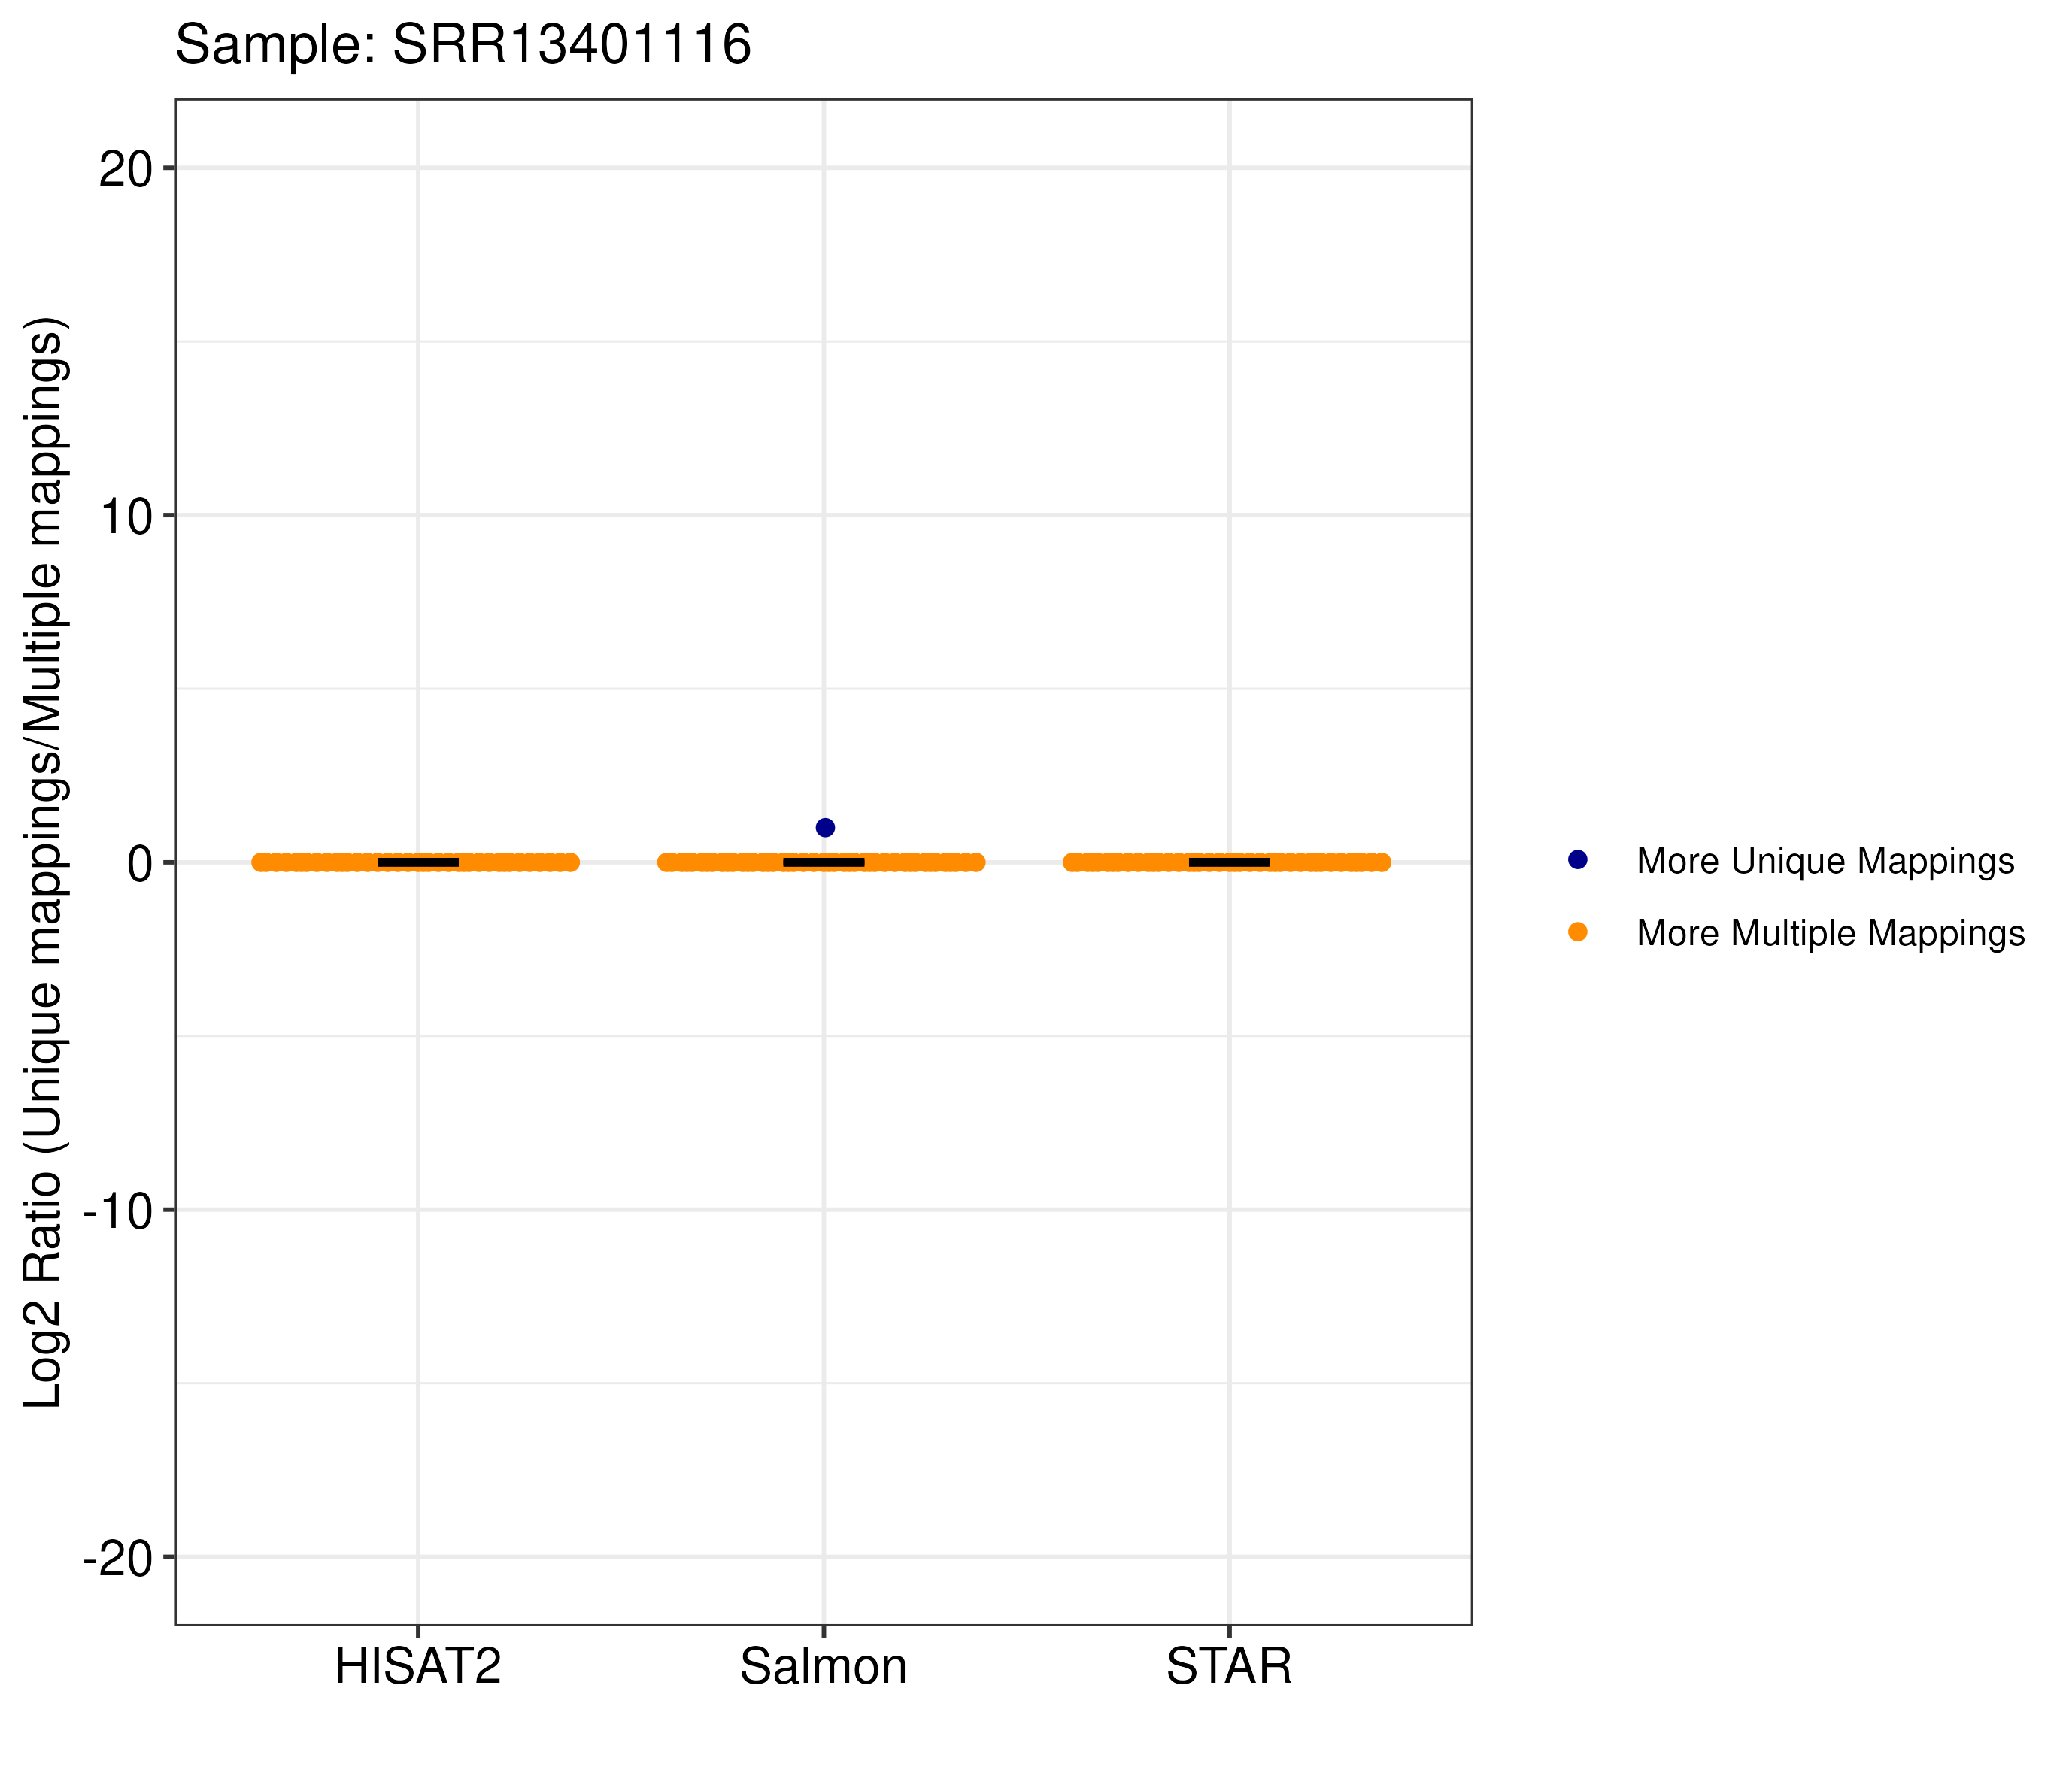 Sample: SRR13401116
Log2 Ratio (Unique mappings/Multiple mappings)
20
10
0
-10
-20
HISAT2
Salmon
STAR
More Unique Mappings
More Multiple Mappings